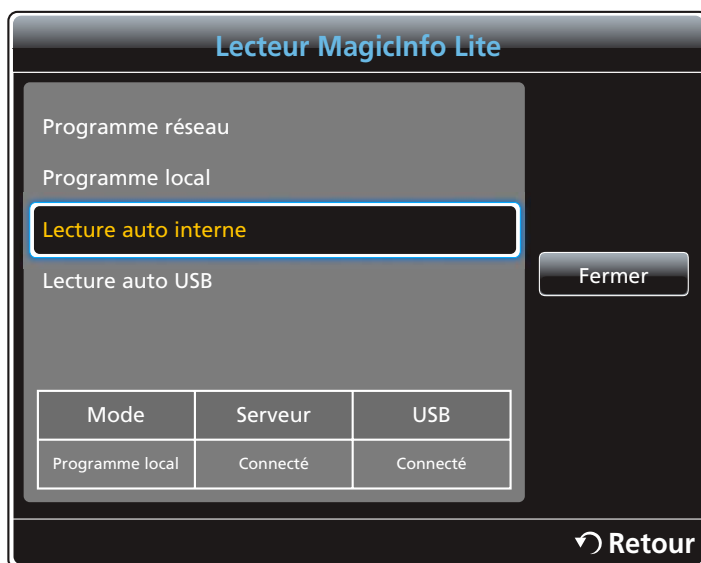 Lecteur MagicInfo Lite
Programme réseau
Programme local
Lecture auto interne
Lecture auto USB
Fermer
Mode Serveur USB
Programme local Connecté Connecté
Retour